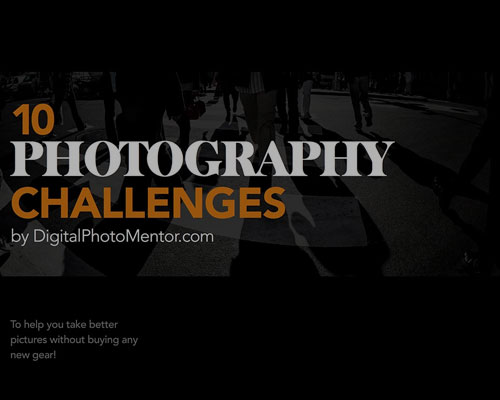 10
PHOTOGRAPHY
CHALLENGES
by DigitalPhotoMentor.com
To help you take better
pictures without buying any
new gear!